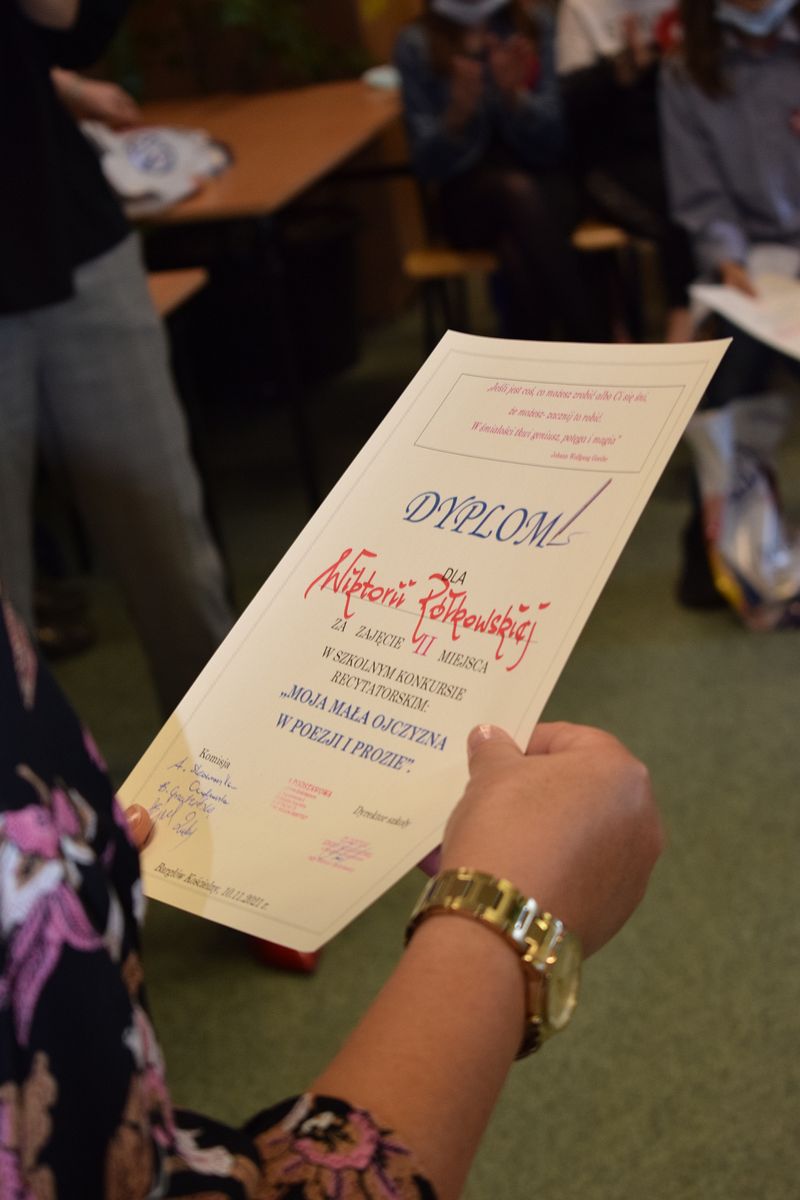 „Jeśli jest coś, co możesz zrobić albo Ci się śni,
że możesz- zacznij to robić.
W śmiałości tkwi geniusz, potęga i magia”
Johann Wolfgang Goethe
DYPLOM
DLA
Wiktorii Rółkowskiej
ZA ZAJĘCIE II MIEJSCA
W SZKOLNYM KONKURSIE
RECYTATORSKIM:
„MOJA MAŁA OJCZYZNA
W POEZJI I PROZIE”.
Komisja
Dyrektor szkoły
Bargłów Kościelny, 10.11.2021 r.